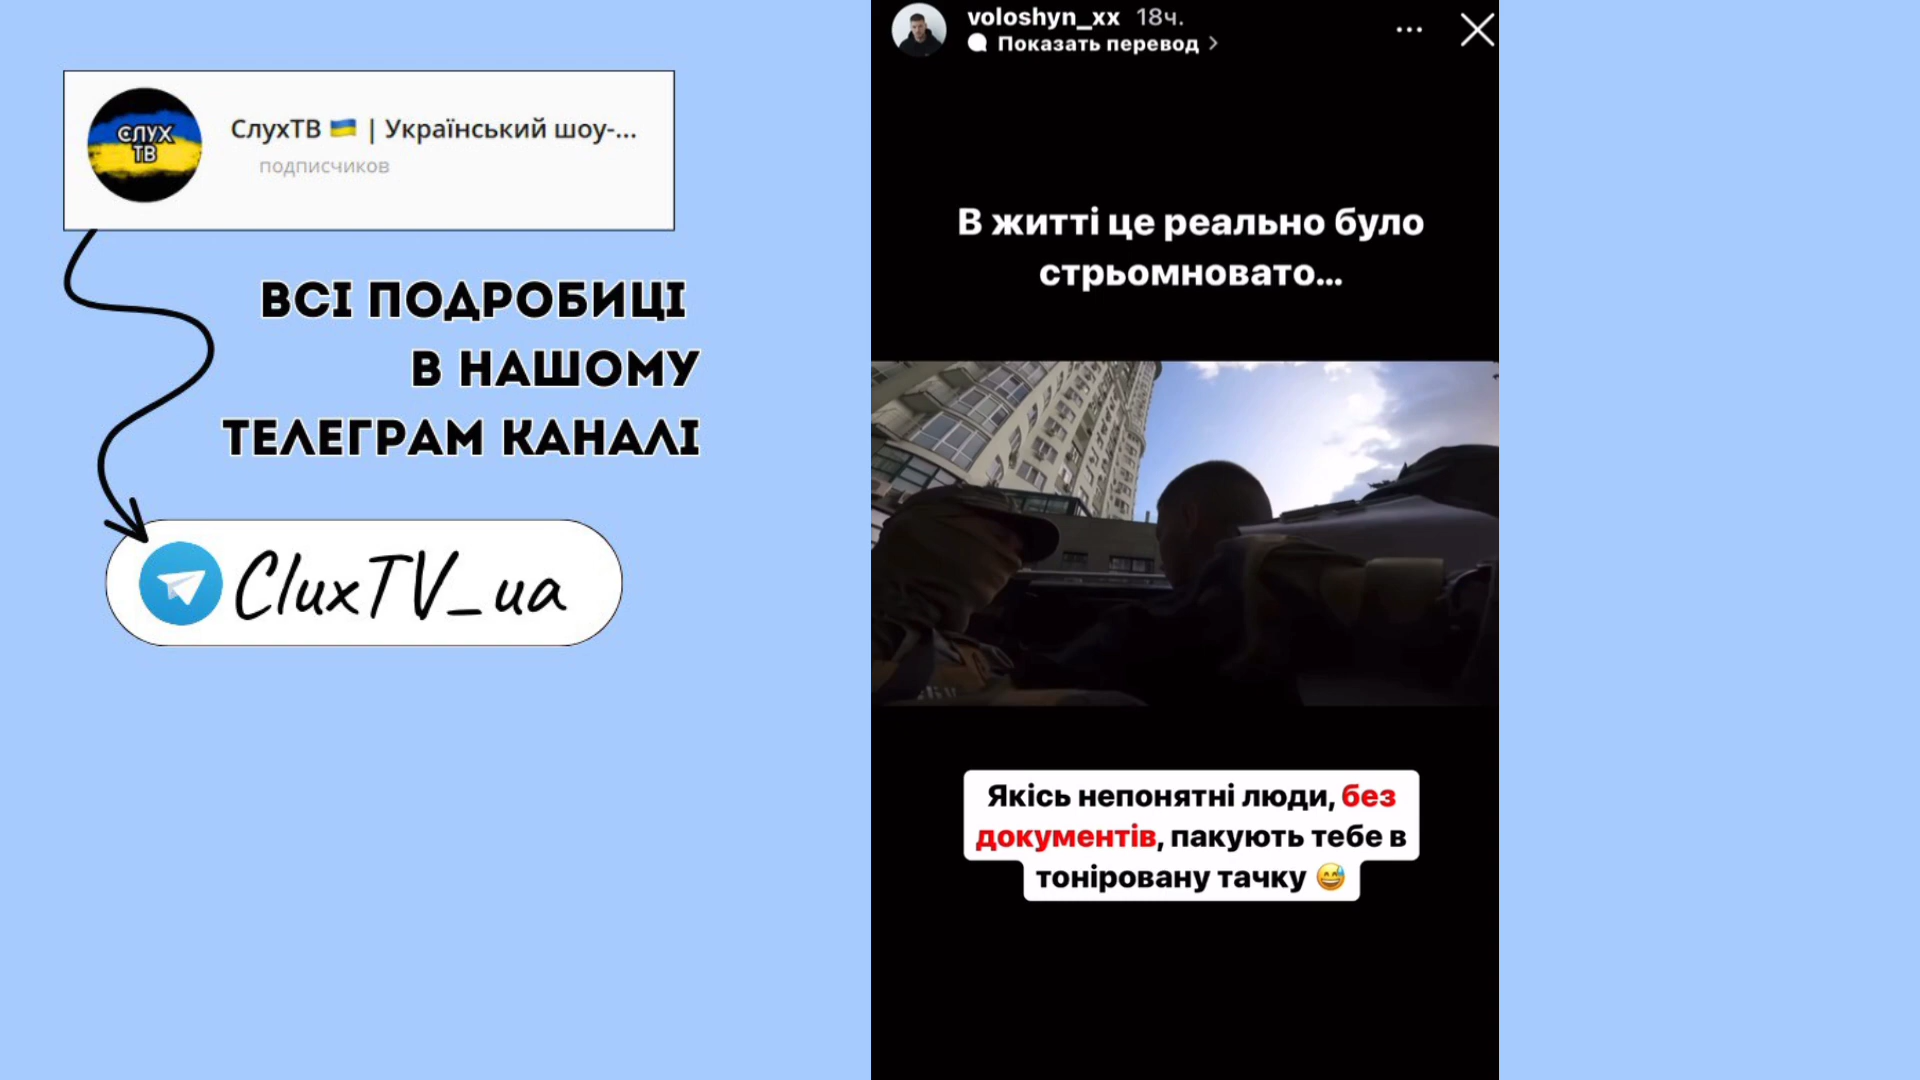 СЛУХ
ТВ
СлухТВ 🇺🇦 | Український шоу-...
подписчиков
ВСІ ПОДРОБИЦІ
В НАШОМУ
ТЕЛЕГРАМ КАНАЛІ
CluxTV_ua
voloshyn_xx 18ч.
Показать перевод >
В житті це реально було
стрьомновато...
Якісь непонятні люди, без
документів, пакують тебе в
тоніровану тачку 😅